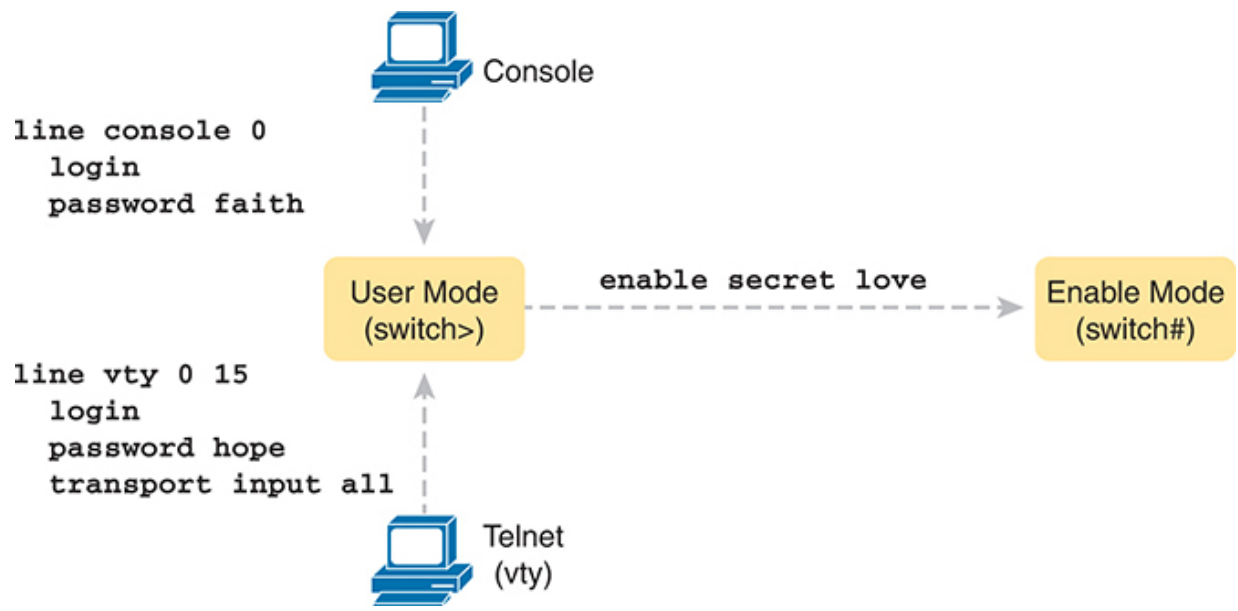 Console
line console 0
login
password faith
User Mode
(switch>)
enable secret love
Enable Mode
(switch#)
line vty 0 15
login
password hope
transport input all
Telnet
(vty)